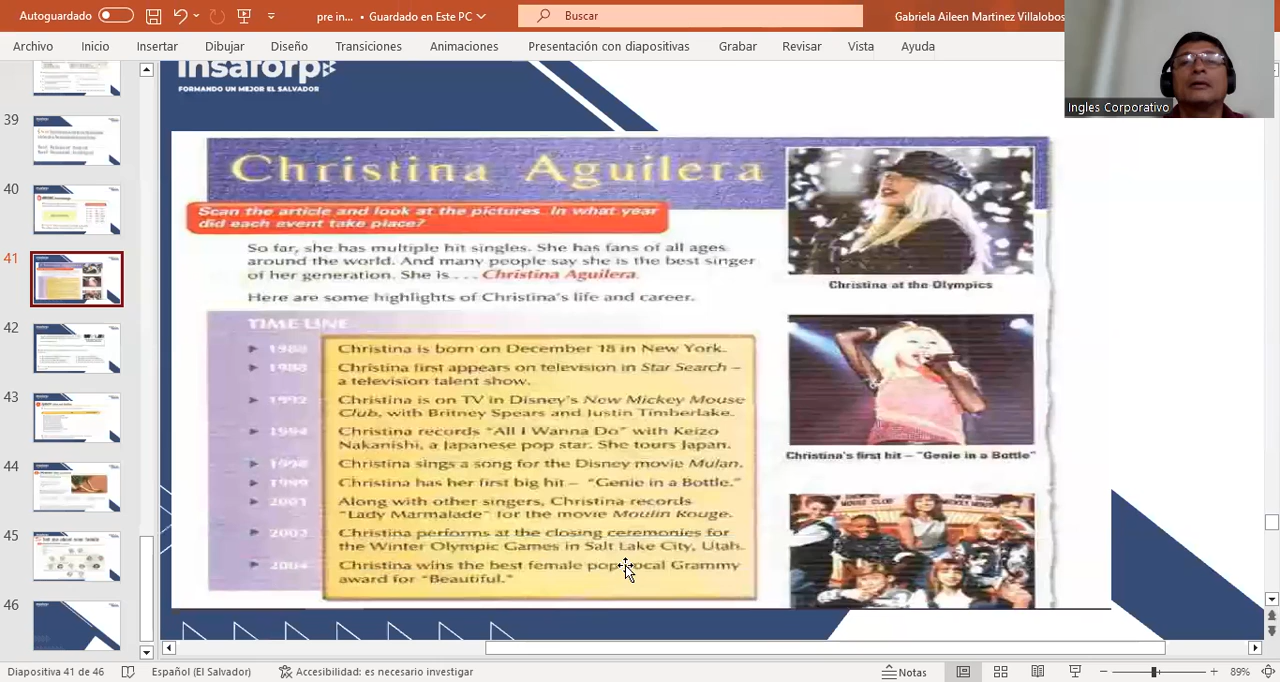 Autoguardado
pre in... • Guardado en Este PC
Buscar
Gabriela Aileen Martinez Villalobos
Archivo Inicio Insertar Dibujar Diseño Transiciones Animaciones Presentación con diapositivas Grabar Revisar Vista Ayuda
Ingles Corporativo
39
40
41
42
43
44
45
46
Insaforp
FORMANDO UN MEJOR EL SALVADOR
Christina Aguilera
Scan the article and look at the pictures. In what year
did each event take place?
So far, she has multiple hit singles. She has fans of all ages
around the world. And many people say she is the best singer
of her generation. She is . . . Christina Aguilera.
Here are some highlights of Christina's life and career.
TIME LINE
Christina is born on December 18 in New York.
1988 Christina first appears on television in Star Search –
a television talent show.
1992 Christina is on TV in Disney's New Mickey Mouse
Club, with Britney Spears and Justin Timberlake.
1994 Christina records "All I Wanna Do" with Keizo
Nakanishi, a Japanese pop star. She tours Japan.
1998 Christina sings a song for the Disney movie Mulan.
1999 Christina has her first big hit – "Genie in a Bottle."
2001 Along with other singers, Christina records
"Lady Marmalade" for the movie Moulin Rouge.
Christina performs at the closing ceremonies for
the Winter Olympic Games in Salt Lake City, Utah.
2004 Christina wins the best female pop vocal Grammy
award for "Beautiful."
Christina at the Olympics
Christina's first hit – "Genie in a Bottle"
Diapositiva 41 de 46
Español (El Salvador)
Accesibilidad: es necesario investigar
Notas
89%